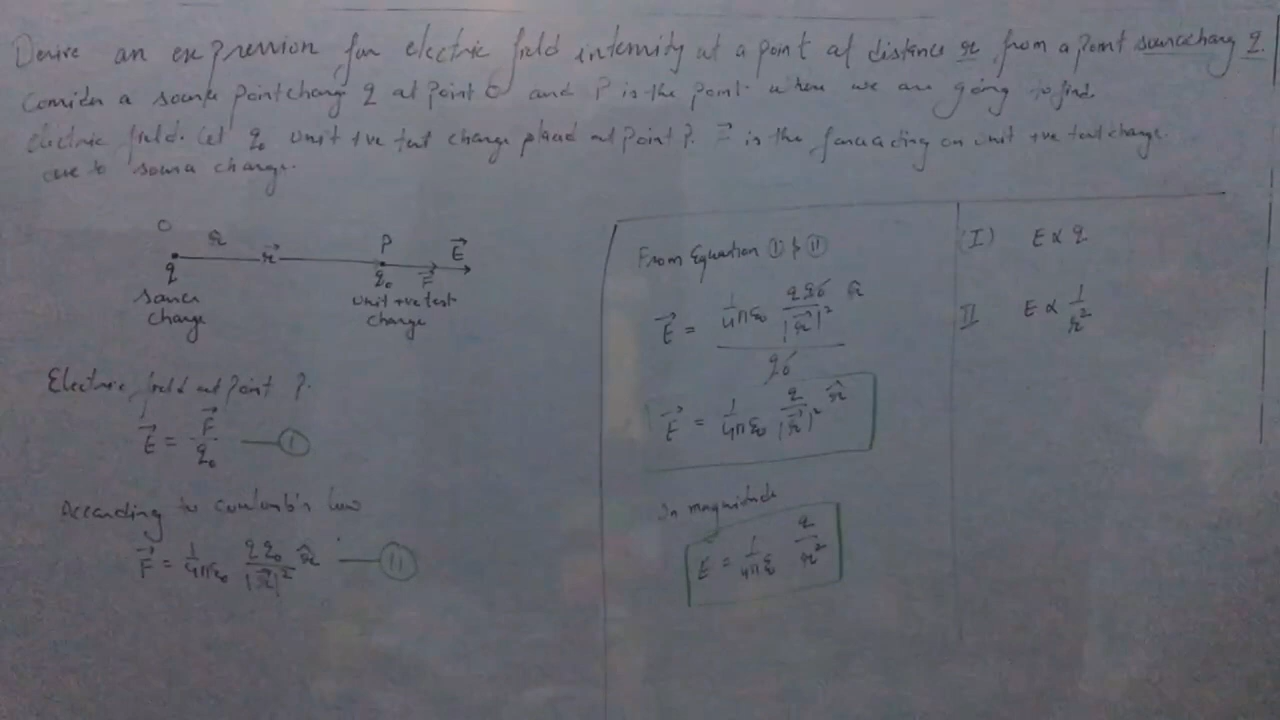 Derive an expression for electric field intensity at a point at distance r from a point source charge q.
Consider a source point charge q at point O and P is the point where we are going to find
electric field. Let q₀ unit +ve test charge placed at point P. F⃗ is the force acting on unit +ve test charge
due to source charge.
O r r⃗ P E⃗
q q₀ F⃗
source charge
unit +ve test charge
Electric field at point P.
E⃗ = F⃗/q₀ —— (I)
According to coulomb's law
F⃗ = 1/4πε₀ qq₀/|r⃗|² r̂ —— (II)
From Equation (I) & (II)
E⃗ = (1/4πε₀ qq₀/|r⃗|² r̂)/q₀
E⃗ = 1/4πε₀ q/|r⃗|² r̂
In magnitude
E = 1/4πε₀ q/r²
(I) E ∝ q
II E ∝ 1/r²